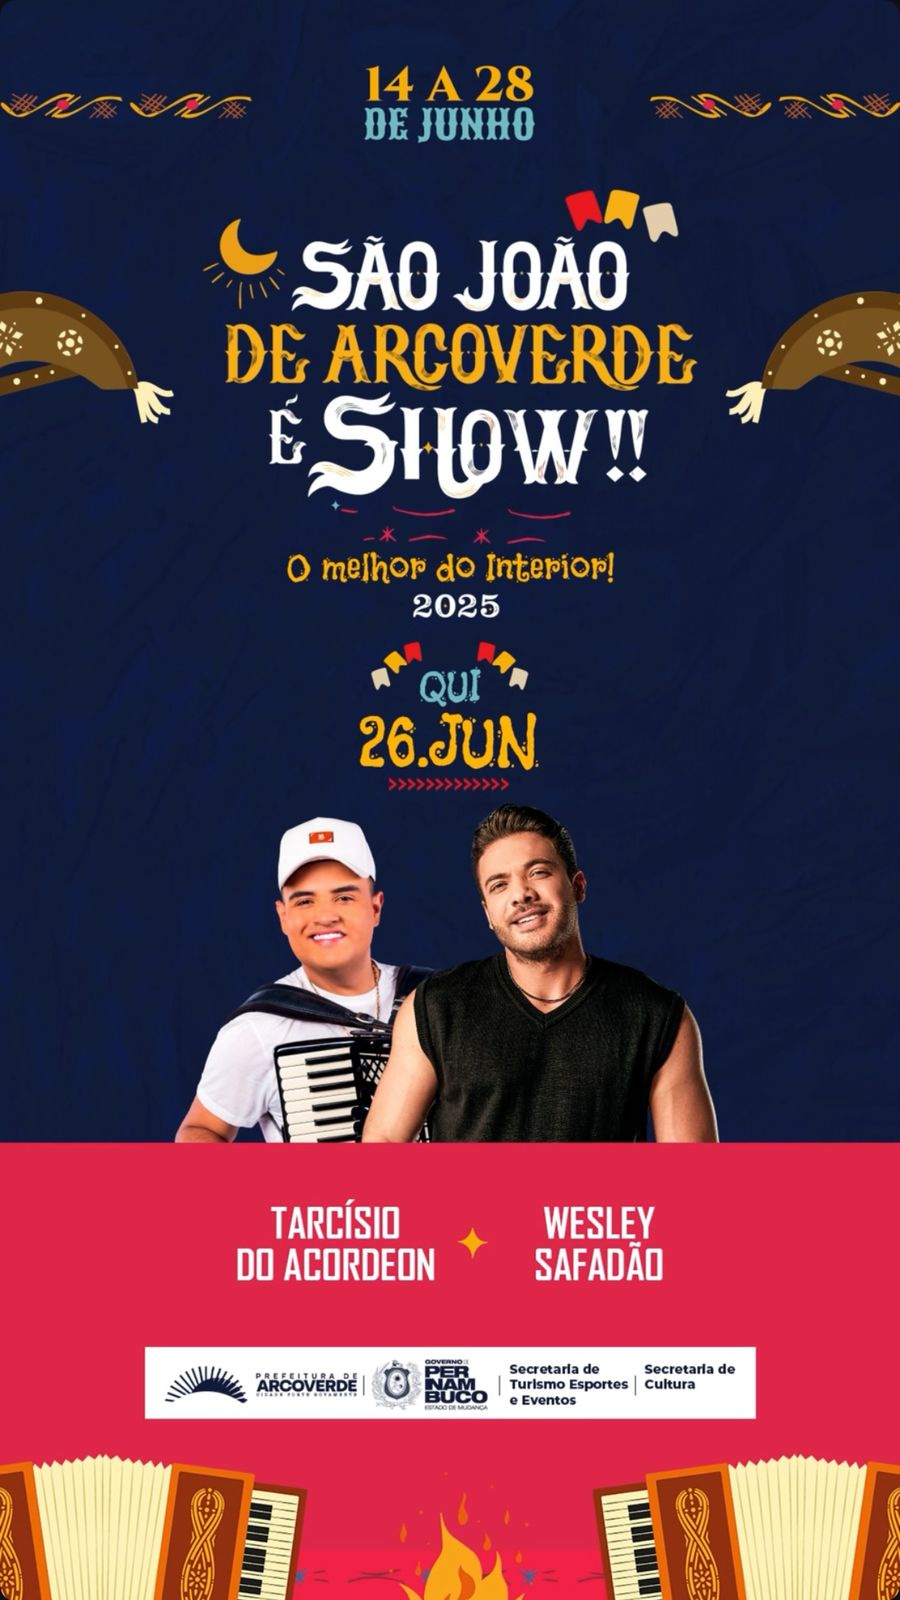 14 A 28
DE JUNHO
SÃO JOÃO
DE ARCOVERDE
É SHOW!!
O melhor do Interior!
2025
QUI
26.JUN
TARCÍSIO
DO ACORDEON
WESLEY
SAFADÃO
PREFEITURA DE
ARCOVERDE
GOVERNO DE
PER
NAM
BUCO
ESTADO DE MUDANÇA
Secretaria de
Turismo Esportes
e Eventos
Secretaria de
Cultura